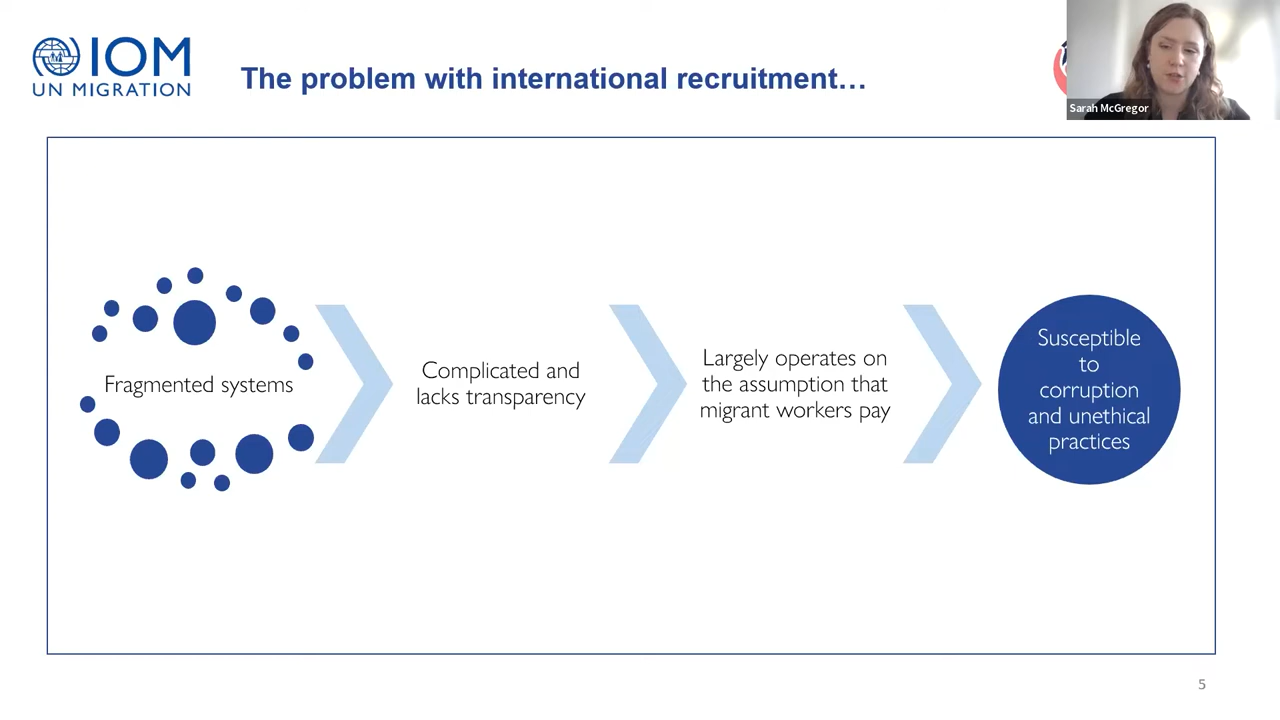 IOM
UN MIGRATION
The problem with international recruitment…
Sarah McGregor
Fragmented systems
Complicated and
lacks transparency
Largely operates on
the assumption that
migrant workers pay
Susceptible
to
corruption
and unethical
practices
5